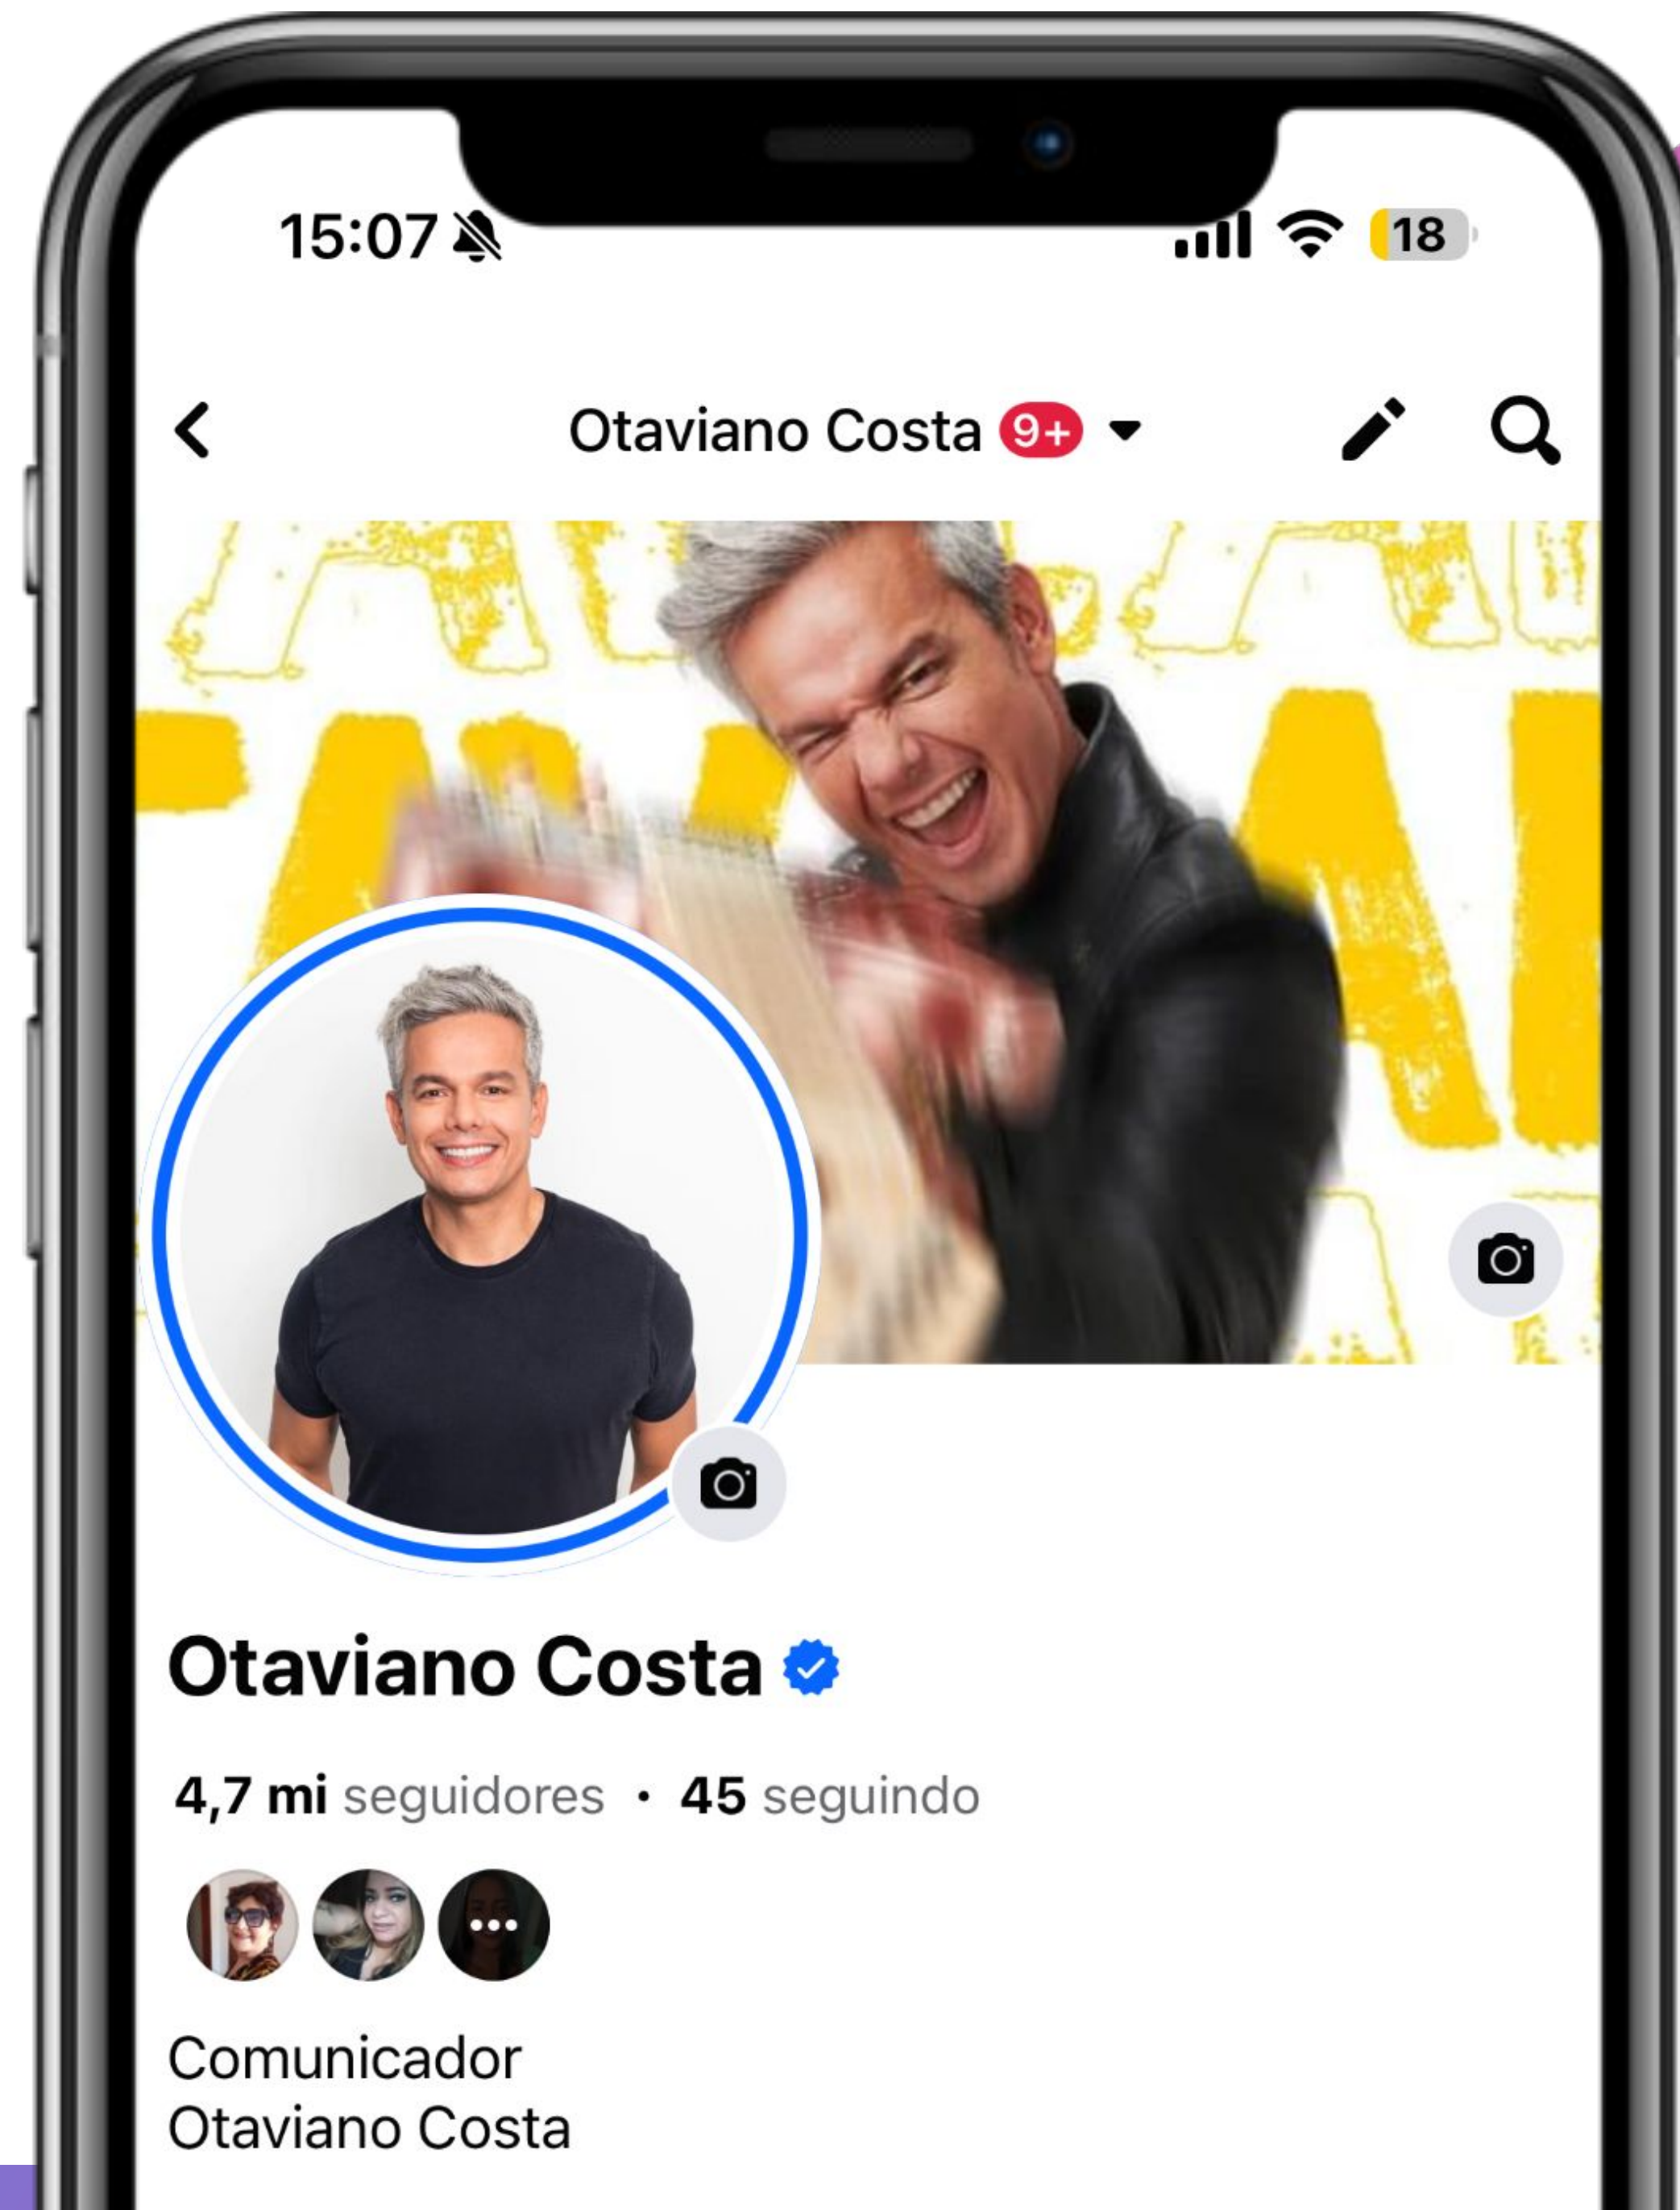 15:07
18
Otaviano Costa 9+
Otaviano Costa
4,7 mi seguidores • 45 seguindo
Comunicador
Otaviano Costa